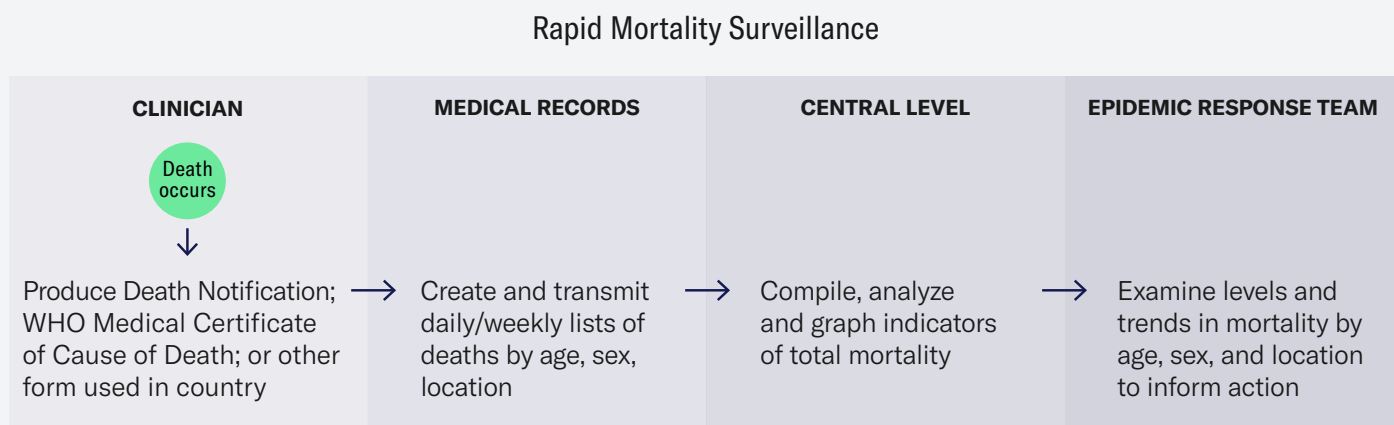 Rapid Mortality Surveillance
CLINICIAN
Death
occurs
Produce Death Notification;
WHO Medical Certificate
of Cause of Death; or other
form used in country
MEDICAL RECORDS
Create and transmit
daily/weekly lists of
deaths by age, sex,
location
CENTRAL LEVEL
Compile, analyze
and graph indicators
of total mortality
EPIDEMIC RESPONSE TEAM
Examine levels and
trends in mortality by
age, sex, and location
to inform action